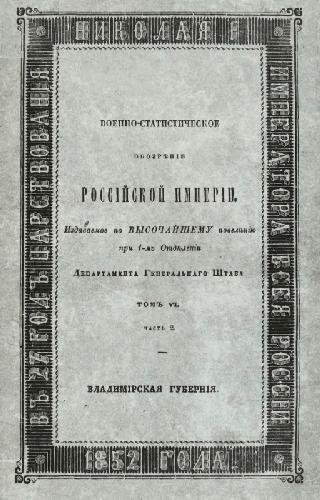 НИКОЛАЯ I
ИМПЕРАТОРА ВСЕЯ РОССІИ
ВЪ 27 ГОДЪ ЦАРСТВОВАНІЯ
ВОЕННО-СТАТИСТИЧЕСКОЕ
ОБОЗРѢНІЕ
РОССІЙСКОЙ ИМПЕРІИ.
Издаваемое по ВЫСОЧАЙШЕМУ повелѣнію
при 1-мъ Отдѣленіи
Департамента Генеральнаго Штаба
ТОМЪ VI.
ЧАСТЬ 2.
ВЛАДИМІРСКАЯ ГУБЕРНІЯ.
1852 ГОДА.